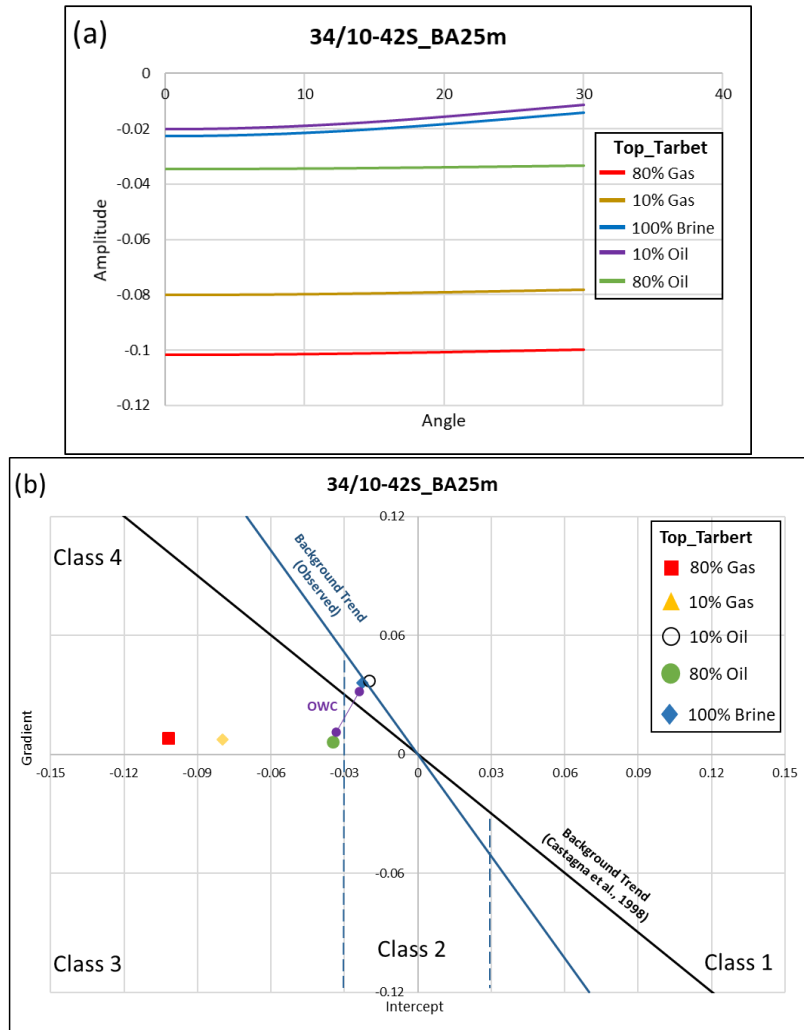 (a)
34/10-42S_BA25m
0
0
10
20
30
40
-0.02
-0.04
-0.06
-0.08
-0.1
-0.12
Amplitude
Angle
Top_Tarbet
80% Gas
10% Gas
100% Brine
10% Oil
80% Oil
(b)
34/10-42S_BA25m
0.12
0.06
0
-0.06
-0.12
-0.15
-0.12
-0.09
-0.06
-0.03
0
0.03
0.06
0.09
0.12
0.15
Gradient
Intercept
Class 4
Class 3
Class 2
Class 1
Background Trend
(Observed)
OWC
Background Trend
(Castagna et al., 1998)
Top_Tarbert
80% Gas
10% Gas
10% Oil
80% Oil
100% Brine